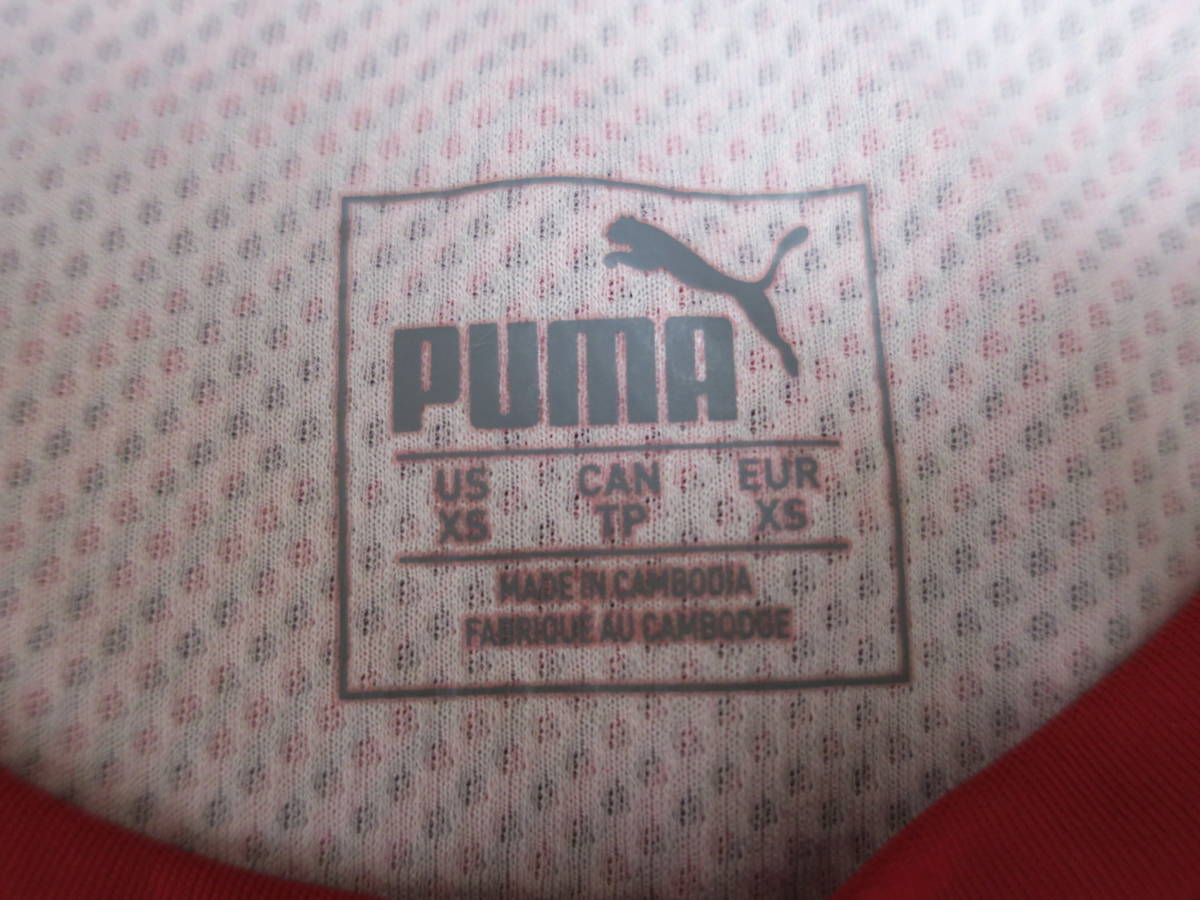 PUMA
US CAN EUR
XS TP XS
MADE IN CAMBODIA
FABRIQUÉ AU CAMBODGE